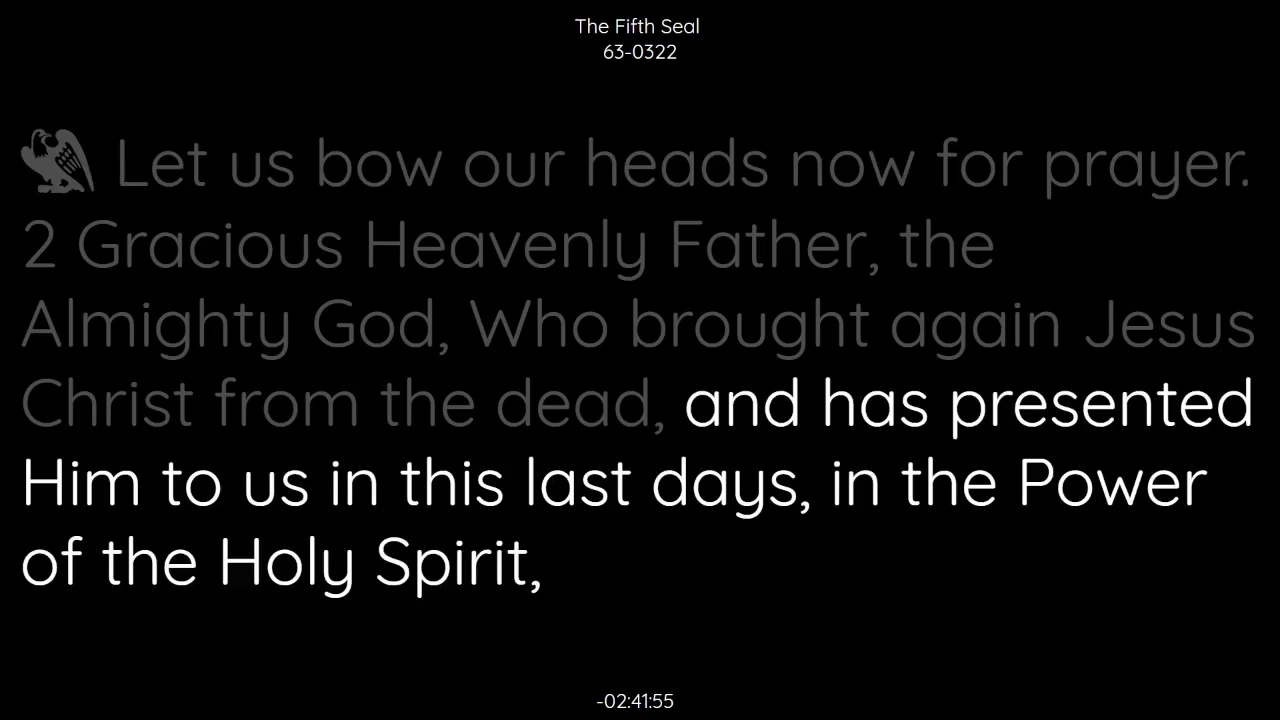 The Fifth Seal
63-0322
Let us bow our heads now for prayer.
2 Gracious Heavenly Father, the
Almighty God, Who brought again Jesus
Christ from the dead, and has presented
Him to us in this last days, in the Power
of the Holy Spirit,
-02:41:55